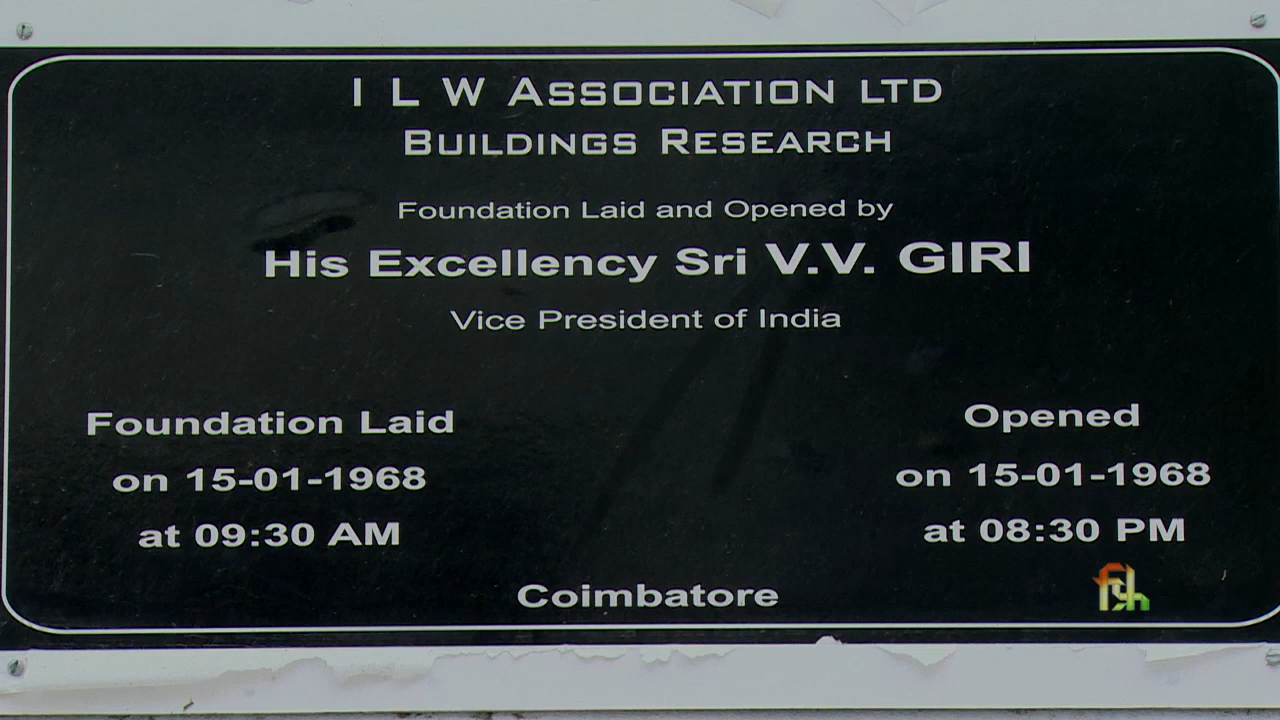 I L W ASSOCIATION LTD
BUILDINGS RESEARCH
Foundation Laid and Opened by
His Excellency Sri V.V. GIRI
Vice President of India
Foundation Laid
on 15-01-1968
at 09:30 AM
Opened
on 15-01-1968
at 08:30 PM
Coimbatore